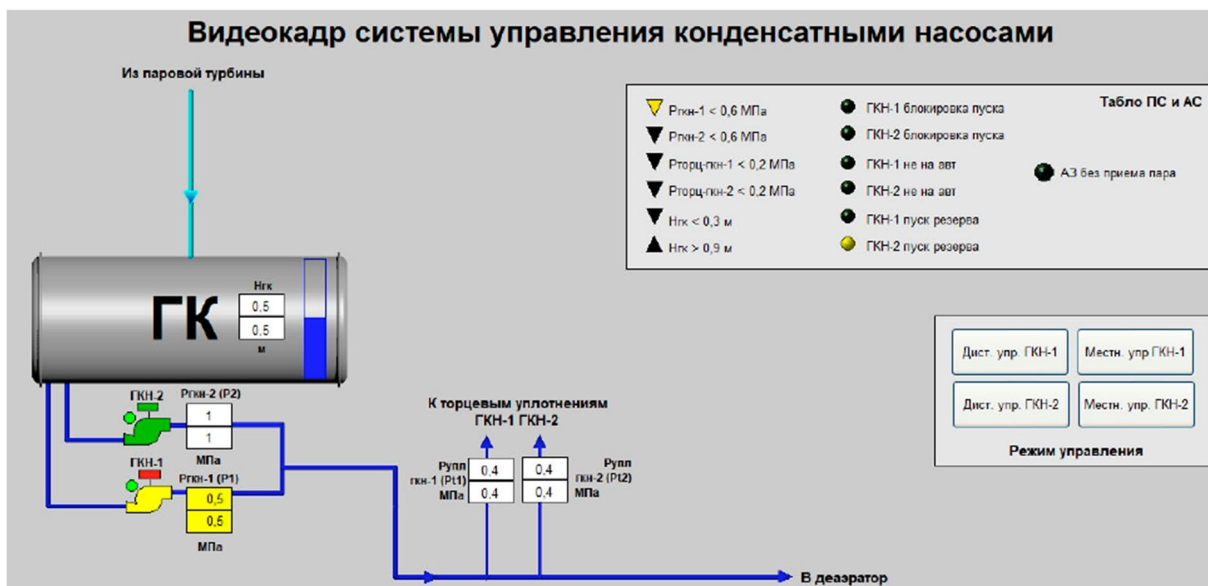 Видеокадр системы управления конденсатными насосами
Из паровой турбины
Табло ПС и АС
Ргкн-1 < 0,6 МПа
Ргкн-2 < 0,6 МПа
Рторц-гкн-1 < 0,2 МПа
Рторц-гкн-2 < 0,2 МПа
Нгк < 0,3 м
Нгк > 0,9 м
ГКН-1 блокировка пуска
ГКН-2 блокировка пуска
ГКН-1 не на авт
ГКН-2 не на авт
ГКН-1 пуск резерва
ГКН-2 пуск резерва
АЗ без приема пара
ГК
Нгк
0,5
0,5
м
Дист. упр. ГКН-1
Местн. упр ГКН-1
Дист. упр. ГКН-2
Местн. упр. ГКН-2
Режим управления
ГКН-2
Ргкн-2 (Р2)
1
1
МПа
ГКН-1
Ргкн-1 (Р1)
0,5
0,5
МПа
К торцевым уплотнениям
ГКН-1 ГКН-2
Рупл
гкн-1 (Pt1)
МПа
0,4
0,4
0,4
0,4
Рупл
гкн-2 (Pt2)
МПа
В деаэратор